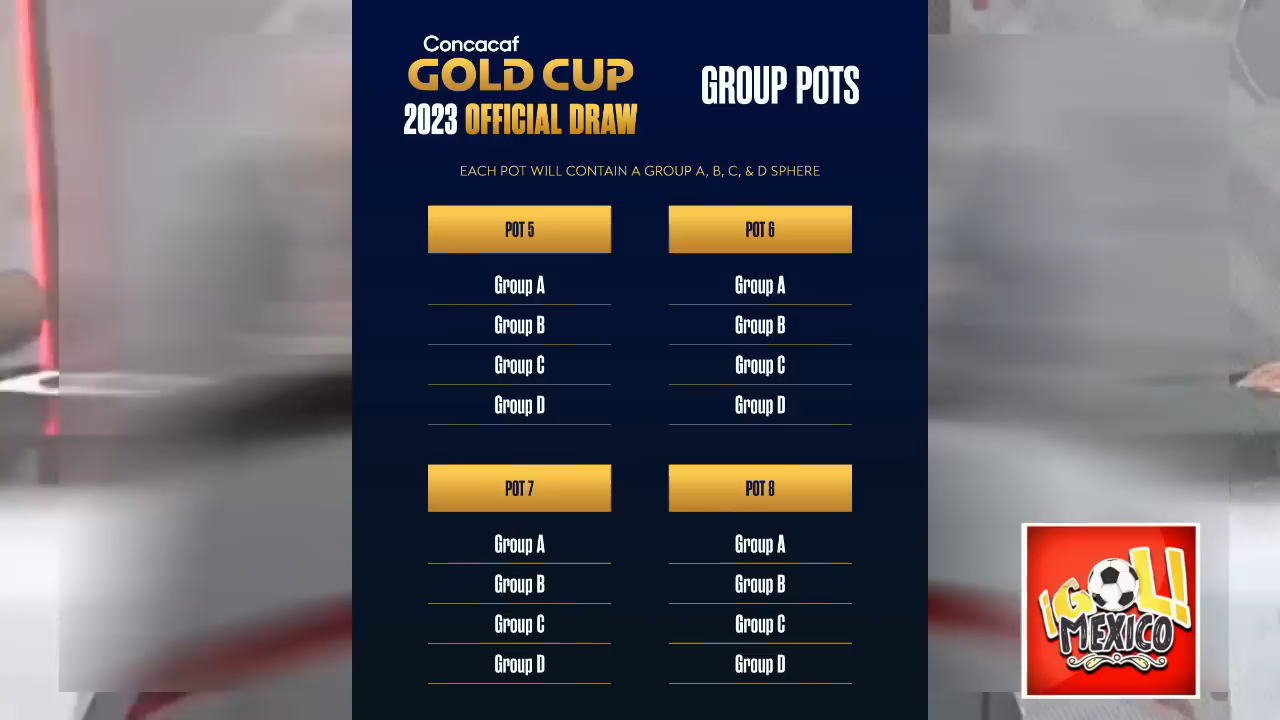 Concacaf
GOLD CUP
2023 OFFICIAL DRAW
GROUP POTS
EACH POT WILL CONTAIN A GROUP A, B, C, & D SPHERE
POT 5
Group A
Group B
Group C
Group D
POT 6
Group A
Group B
Group C
Group D
POT 7
Group A
Group B
Group C
Group D
POT 8
Group A
Group B
Group C
Group D
¡GOL!
MEXICO